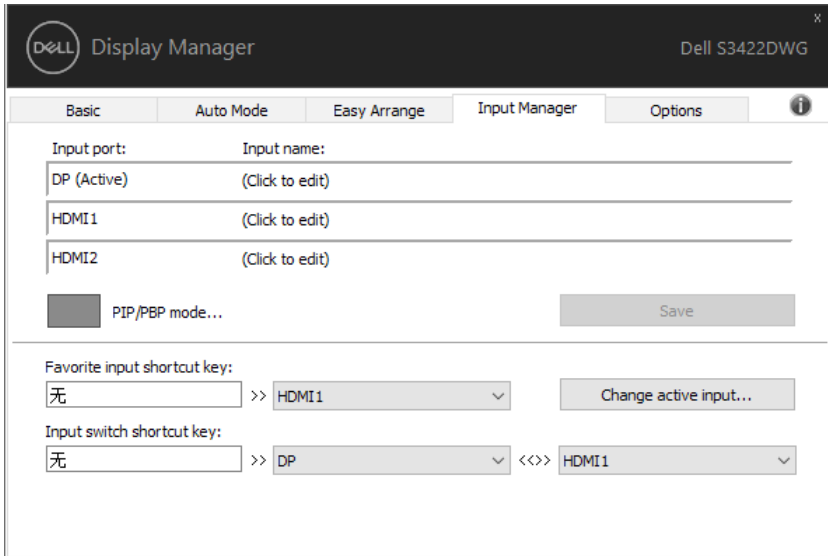 x
DELL Display Manager Dell S3422DWG
Basic Auto Mode Easy Arrange Input Manager Options i
Input port: Input name:
DP (Active) (Click to edit)
HDMI1 (Click to edit)
HDMI2 (Click to edit)
PIP/PBP mode... Save
Favorite input shortcut key:
无 >> HDMI1 Change active input...
Input switch shortcut key:
无 >> DP <<>> HDMI1